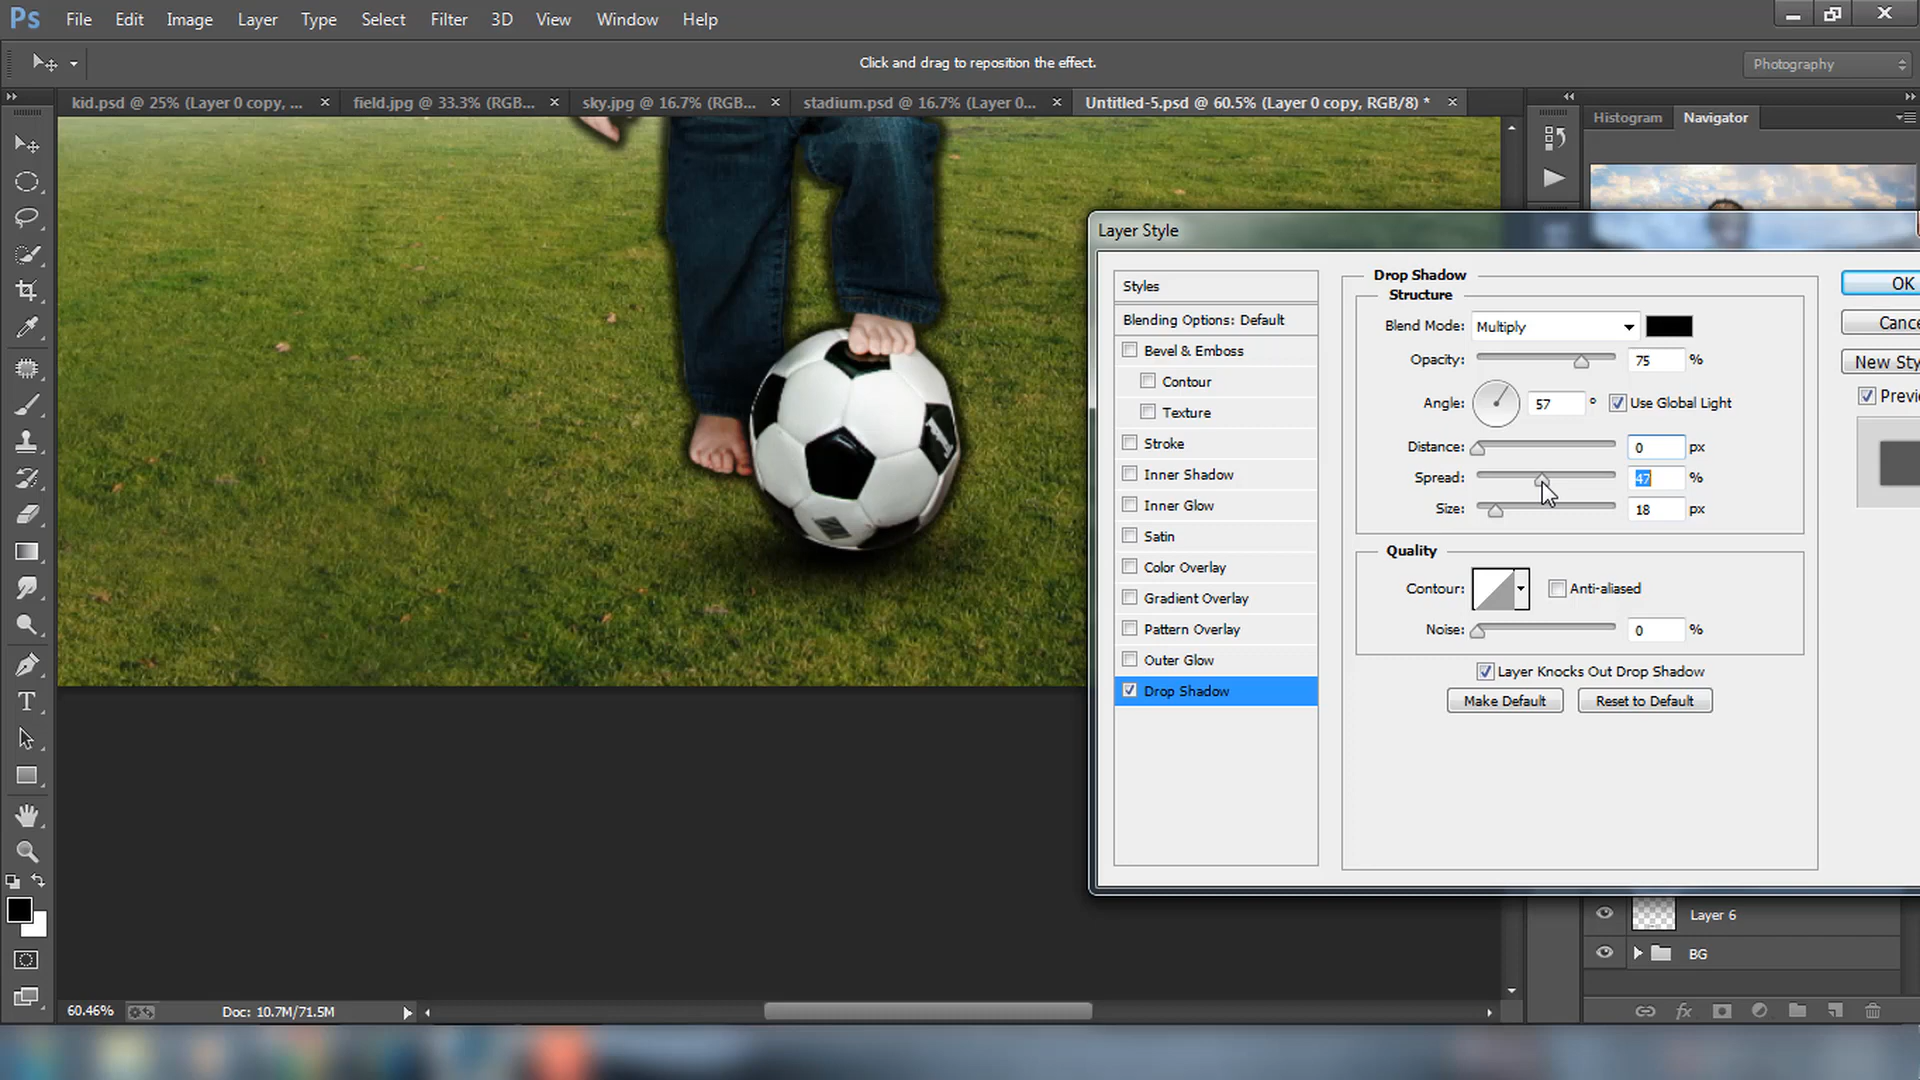 Ps File Edit Image Layer Type Select Filter 3D View Window Help
Click and drag to reposition the effect.
Photography
kid.psd @ 25% (Layer 0 copy, ...
field.jpg @ 33.3% (RGB...
sky.jpg @ 16.7% (RGB...
stadium.psd @ 16.7% (Layer 0...
Untitled-5.psd @ 60.5% (Layer 0 copy, RGB/8) *
Histogram
Navigator
Layer Style
Styles
Blending Options: Default
Bevel & Emboss
Contour
Texture
Stroke
Inner Shadow
Inner Glow
Satin
Color Overlay
Gradient Overlay
Pattern Overlay
Outer Glow
Drop Shadow
Drop Shadow
Structure
Blend Mode: Multiply
Opacity: 75 %
Angle: 57 ° Use Global Light
Distance: 0 px
Spread: 47 %
Size: 18 px
Quality
Contour: Anti-aliased
Noise: 0 %
Layer Knocks Out Drop Shadow
Make Default
Reset to Default
OK
Cance
New Sty
Previ
T
Layer 6
BG
fx
60.46%
Doc: 10.7M/71.5M